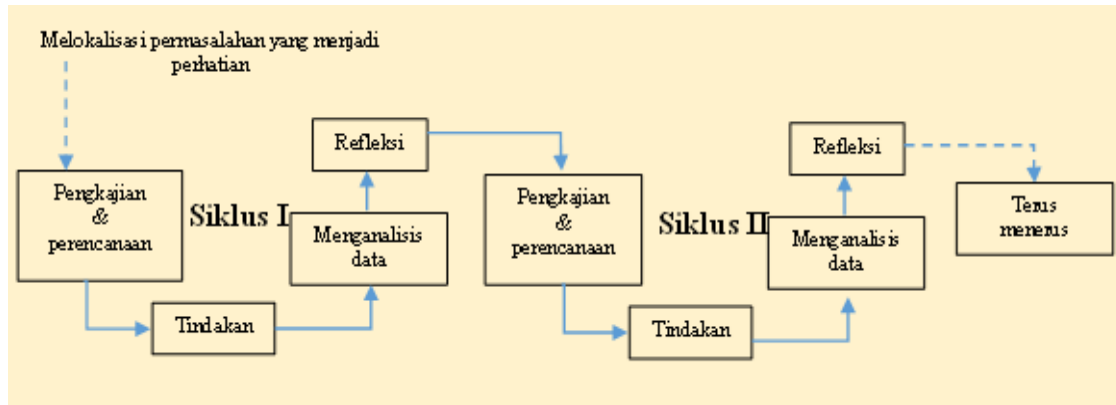 Melokalisasi permasalahan yang menjadi
perhatian
Pengkajian
&
perencanaan
Siklus I
Tindakan
Menganalisis
data
Refleksi
Pengkajian
&
perencanaan
Siklus II
Tindakan
Menganalisis
data
Refleksi
Terus
menerus